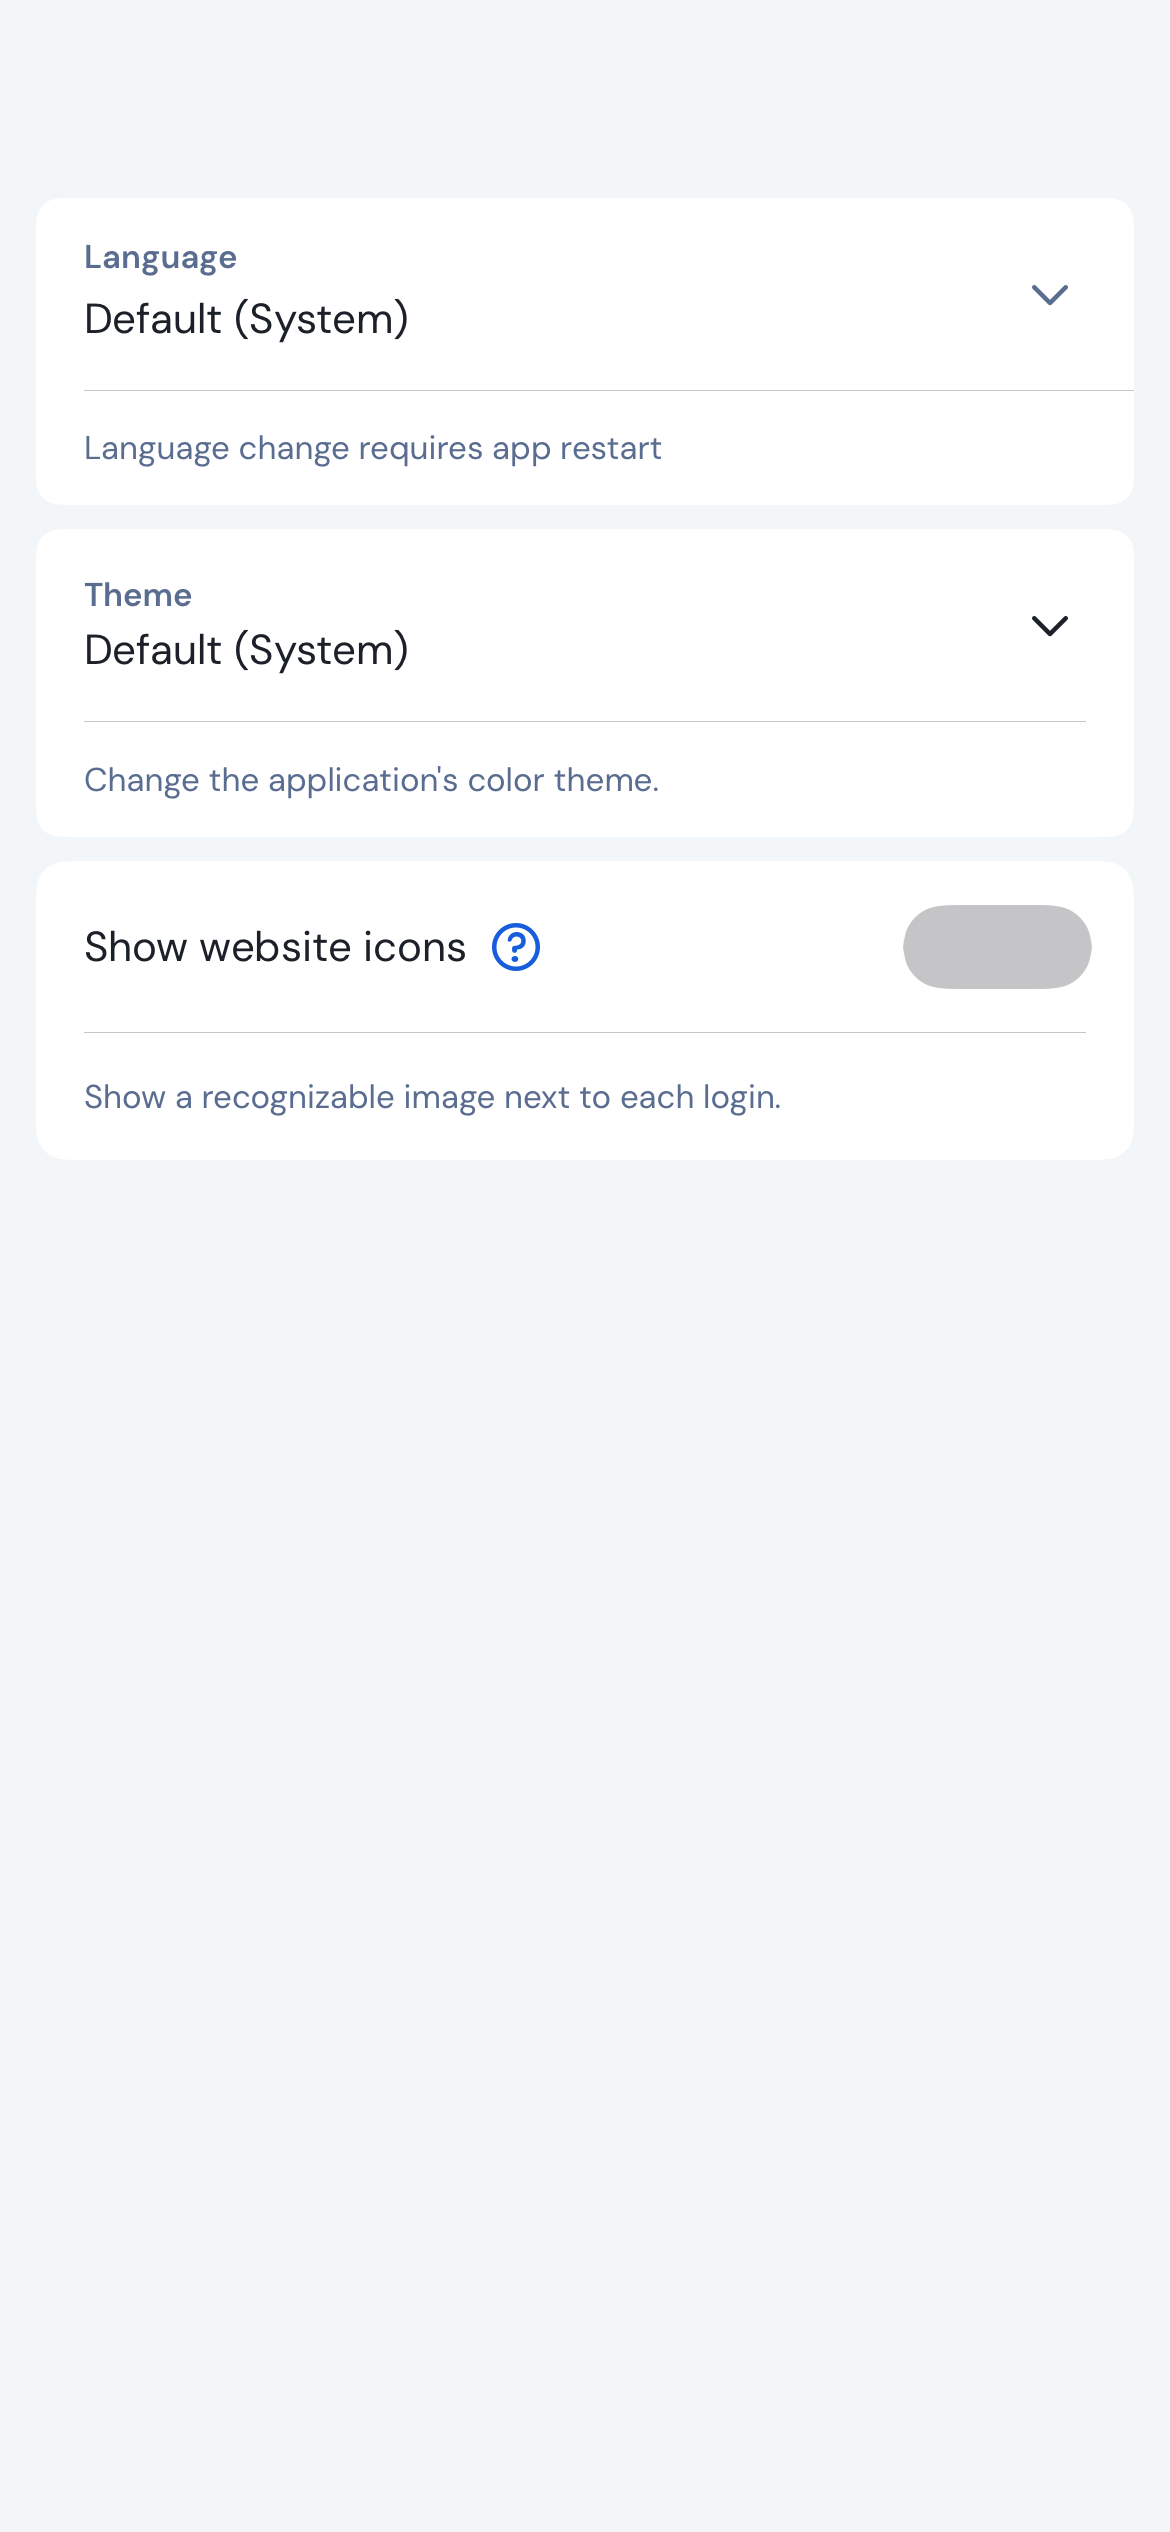 Language
Default (System)
Language change requires app restart
Theme
Default (System)
Change the application's color theme.
Show website icons
Show a recognizable image next to each login.